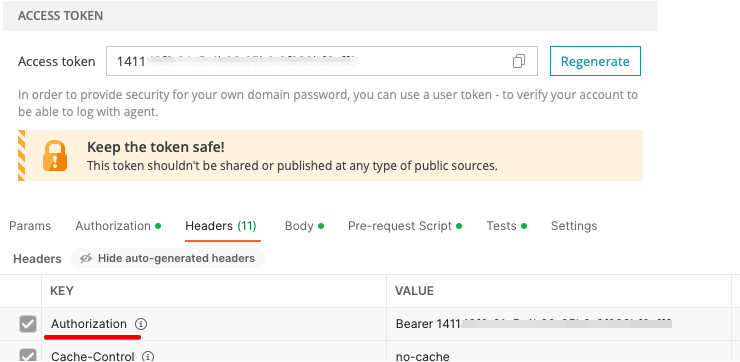 ACCESS TOKEN
Access token 1411
Regenerate
In order to provide security for your own domain password, you can use a user token - to verify your account to
be able to log with agent.
Keep the token safe!
This token shouldn't be shared or published at any type of public sources.
Params Authorization Headers (11) Body Pre-request Script Tests Settings
Headers Hide auto-generated headers
KEY VALUE
Authorization Bearer 1411
Cache-Control no-cache